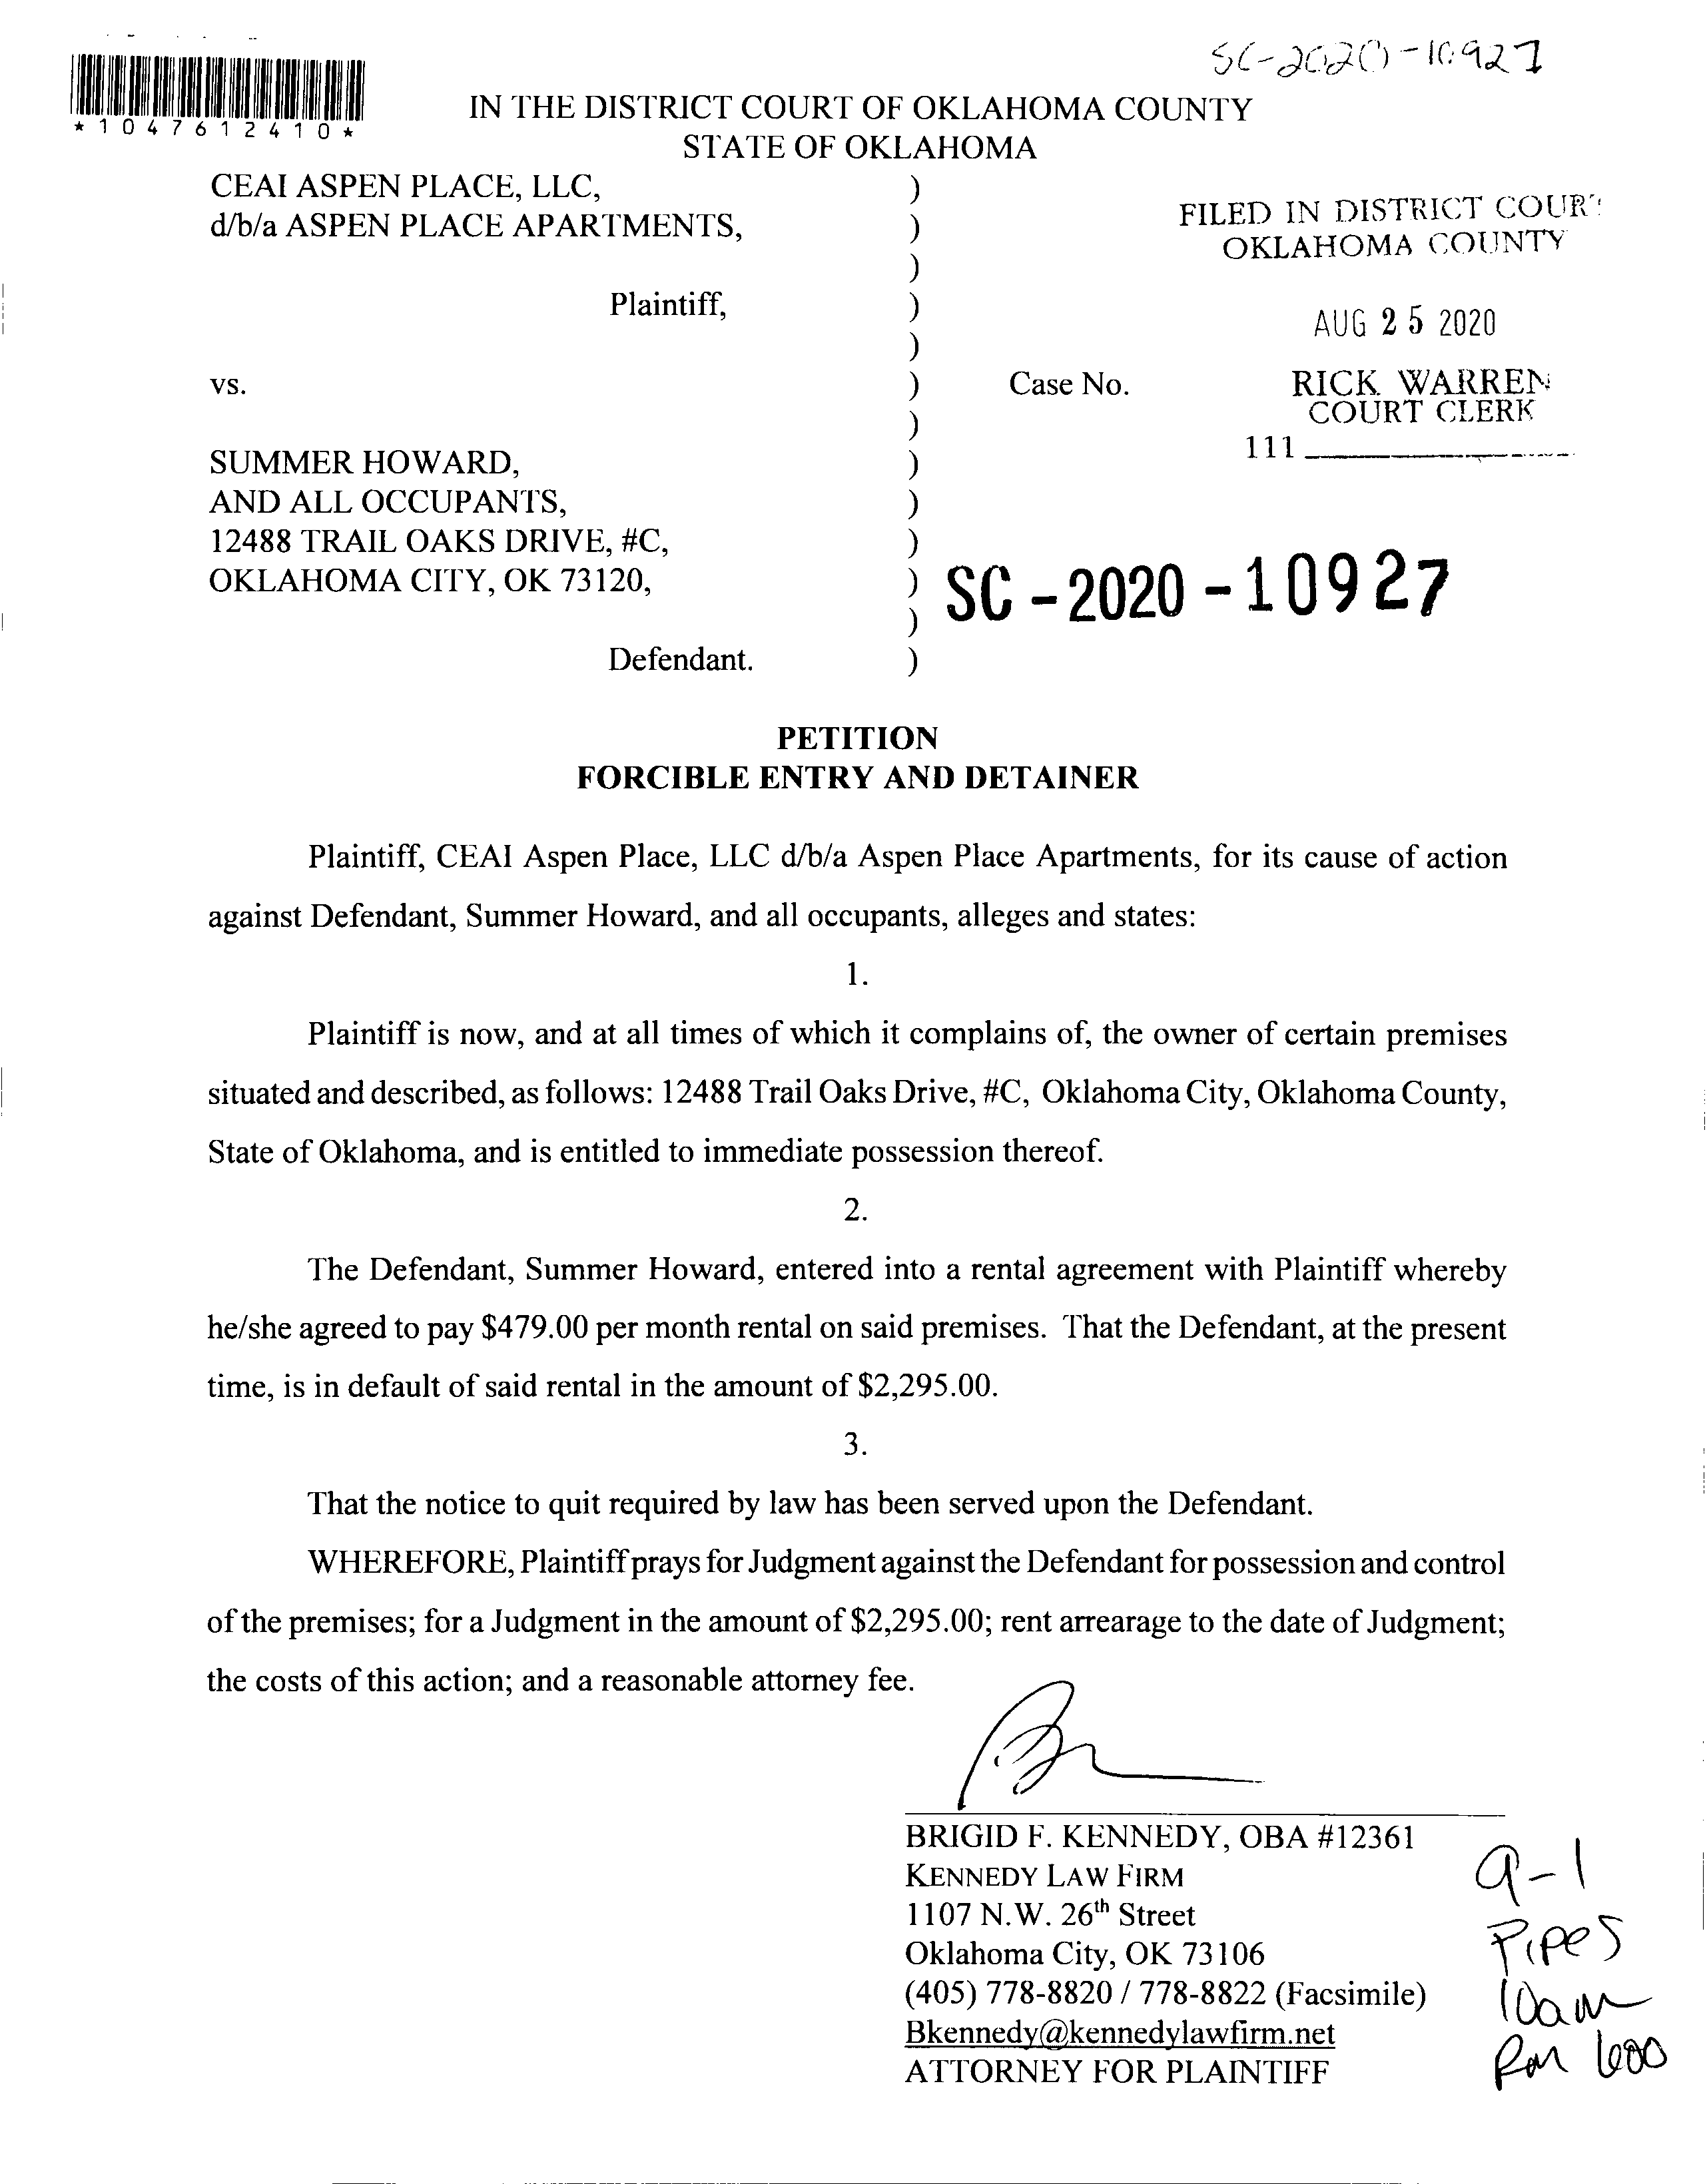 SC-2020-10927
*1047612410*
IN THE DISTRICT COURT OF OKLAHOMA COUNTY
STATE OF OKLAHOMA
CEAI ASPEN PLACE, LLC, )
d/b/a ASPEN PLACE APARTMENTS, )
)
Plaintiff, )
)
vs. ) Case No.
)
SUMMER HOWARD, )
AND ALL OCCUPANTS, )
12488 TRAIL OAKS DRIVE, #C, )
OKLAHOMA CITY, OK 73120, )
)
Defendant. )
FILED IN DISTRICT COURT
OKLAHOMA COUNTY
AUG 25 2020
RICK WARREN
COURT CLERK
111
SC-2020-10927
PETITION
FORCIBLE ENTRY AND DETAINER
Plaintiff, CEAI Aspen Place, LLC d/b/a Aspen Place Apartments, for its cause of action
against Defendant, Summer Howard, and all occupants, alleges and states:
1.
Plaintiff is now, and at all times of which it complains of, the owner of certain premises
situated and described, as follows: 12488 Trail Oaks Drive, #C, Oklahoma City, Oklahoma County,
State of Oklahoma, and is entitled to immediate possession thereof.
2.
The Defendant, Summer Howard, entered into a rental agreement with Plaintiff whereby
he/she agreed to pay $479.00 per month rental on said premises. That the Defendant, at the present
time, is in default of said rental in the amount of $2,295.00.
3.
That the notice to quit required by law has been served upon the Defendant.
WHEREFORE, Plaintiff prays for Judgment against the Defendant for possession and control
of the premises; for a Judgment in the amount of $2,295.00; rent arrearage to the date of Judgment;
the costs of this action; and a reasonable attorney fee.
BRIGID F. KENNEDY, OBA #12361
KENNEDY LAW FIRM
1107 N.W. 26th Street
Oklahoma City, OK 73106
(405) 778-8820 / 778-8822 (Facsimile)
Bkennedy@kennedylawfirm.net
ATTORNEY FOR PLAINTIFF
9-1
Pipes
10am
Rm 600